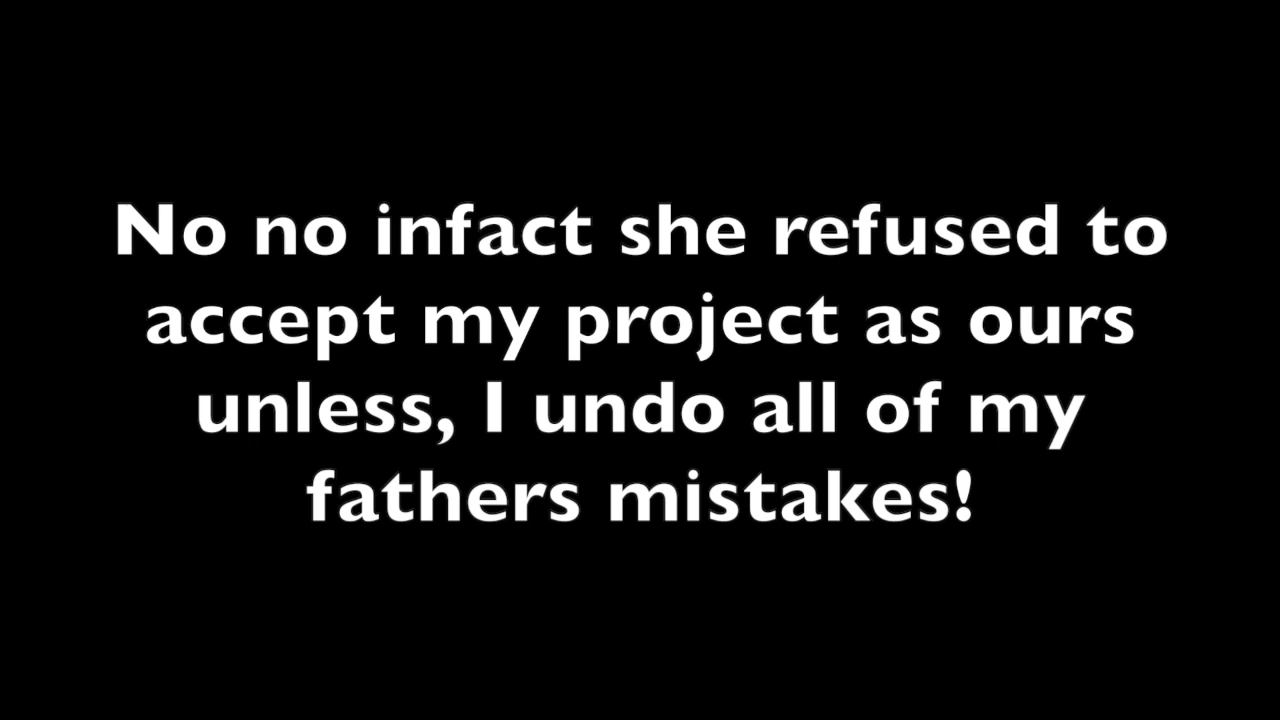 No no infact she refused to
accept my project as ours
unless, I undo all of my
fathers mistakes!